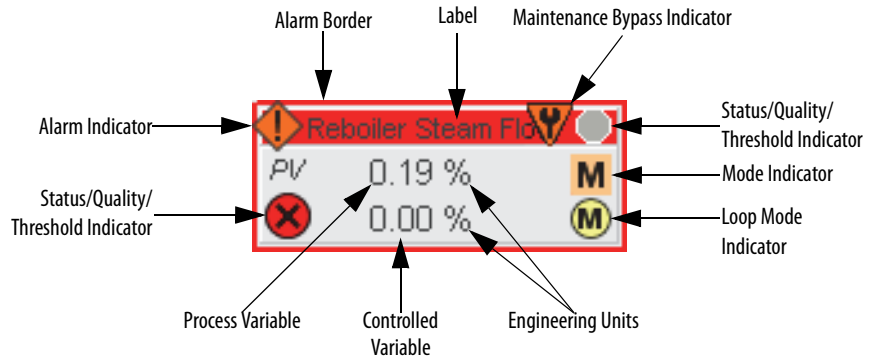 Alarm Border
Label
Maintenance Bypass Indicator
Alarm Indicator
Reboiler Steam Flo
Status/Quality/
Threshold Indicator
PV
0.19 %
M
Mode Indicator
Status/Quality/
Threshold Indicator
0.00 %
M
Loop Mode
Indicator
Process Variable
Controlled
Variable
Engineering Units